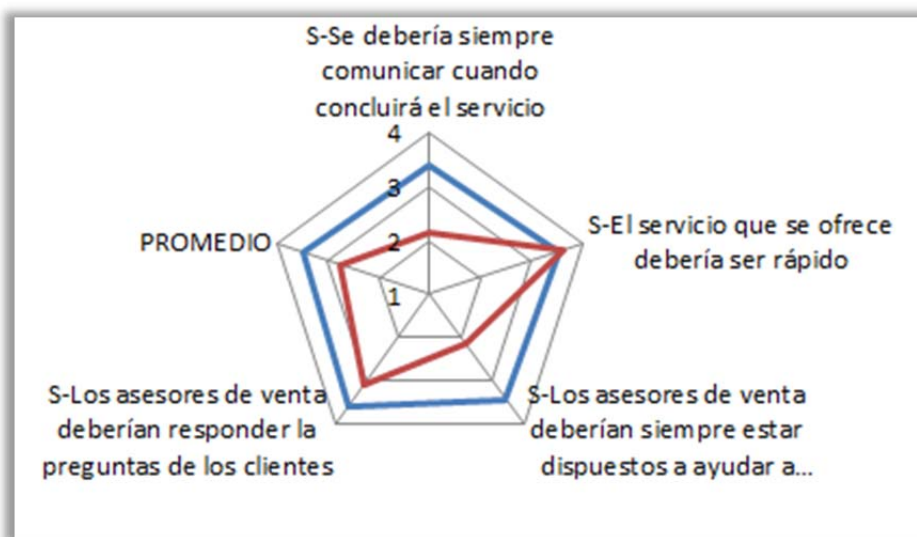 S-Se debería siempre
comunicar cuando
concluirá el servicio
4
3
2
1
S-El servicio que se ofrece
debería ser rápido
S-Los asesores de venta
deberían siempre estar
dispuestos a ayudar a...
S-Los asesores de venta
deberían responder la
preguntas de los clientes
PROMEDIO